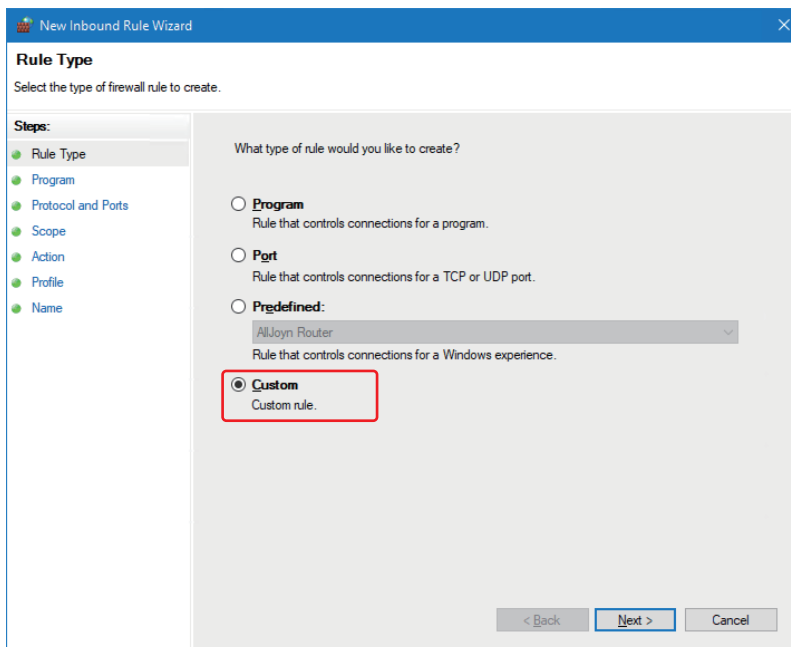 New Inbound Rule Wizard
Rule Type
Select the type of firewall rule to create.
Steps:
Rule Type
Program
Protocol and Ports
Scope
Action
Profile
Name
What type of rule would you like to create?
Program
Rule that controls connections for a program.
Port
Rule that controls connections for a TCP or UDP port.
Predefined:
AllJoyn Router
Rule that controls connections for a Windows experience.
Custom
Custom rule.
< Back Next > Cancel